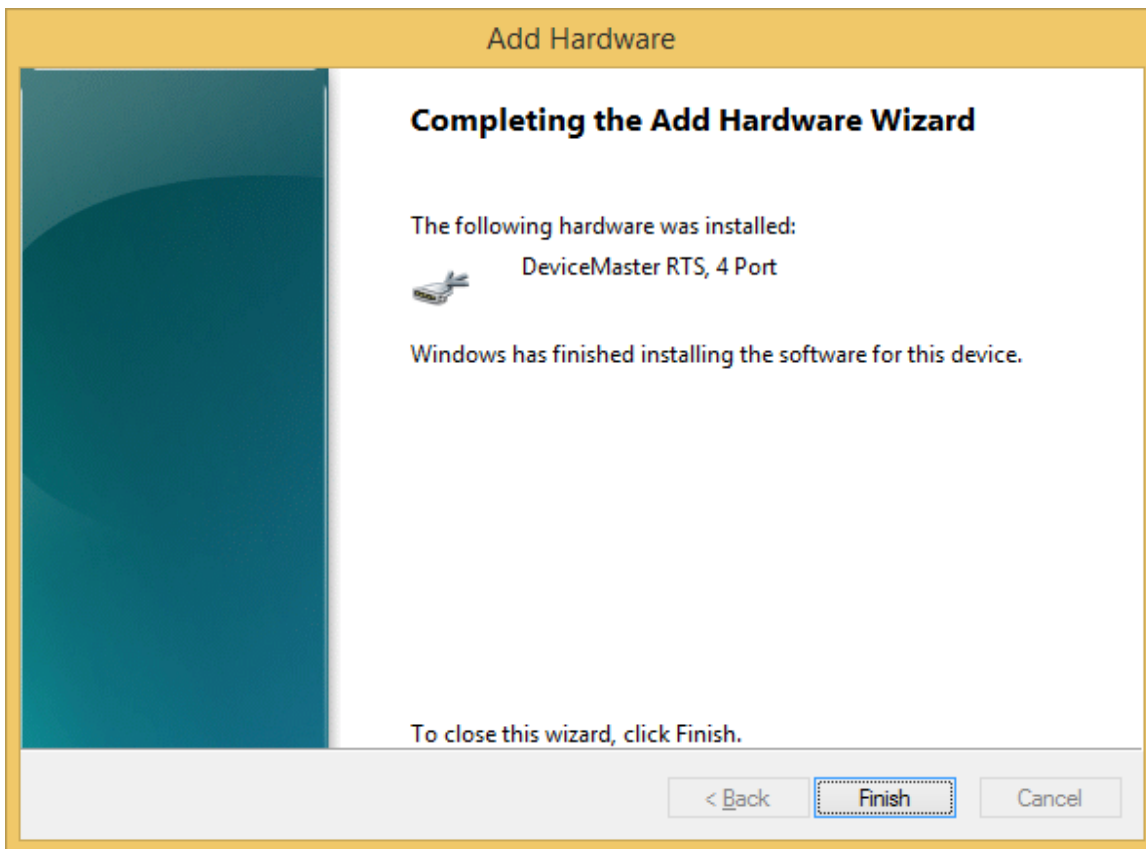 Add Hardware
Completing the Add Hardware Wizard
The following hardware was installed:
DeviceMaster RTS, 4 Port
Windows has finished installing the software for this device.
To close this wizard, click Finish.
< Back
Finish
Cancel